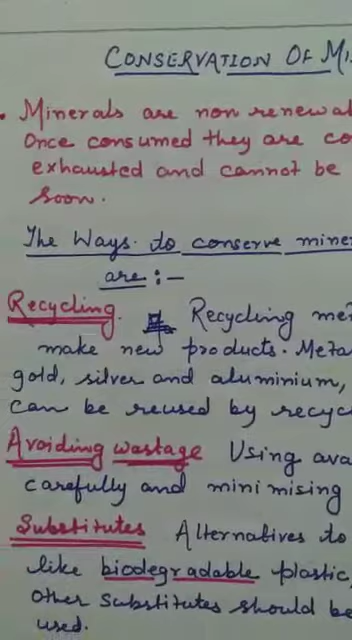 CONSERVATION OF MI
• Minerals are non renewal
Once consumed they are co
exhausted and cannot be
soon.
The Ways to conserve miner
are :-
Recycling. Recycling me
make new products. Meta
gold, silver and aluminium,
can be reused by recyc
Avoiding wastage Using ava
carefully and minimising
Substitutes Alternatives to
like biodegradable plastic,
other substitutes should be
used.